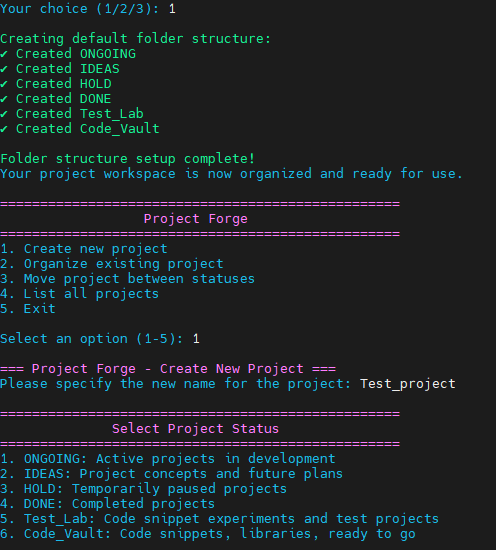 Your choice (1/2/3): 1
Creating default folder structure:
✔ Created ONGOING
✔ Created IDEAS
✔ Created HOLD
✔ Created DONE
✔ Created Test_Lab
✔ Created Code_Vault
Folder structure setup complete!
Your project workspace is now organized and ready for use.
==================================================
Project Forge
==================================================
1. Create new project
2. Organize existing project
3. Move project between statuses
4. List all projects
5. Exit
Select an option (1-5): 1
=== Project Forge - Create New Project ===
Please specify the new name for the project: Test_project
==================================================
Select Project Status
==================================================
1. ONGOING: Active projects in development
2. IDEAS: Project concepts and future plans
3. HOLD: Temporarily paused projects
4. DONE: Completed projects
5. Test_Lab: Code snippet experiments and test projects
6. Code_Vault: Code snippets, libraries, ready to go